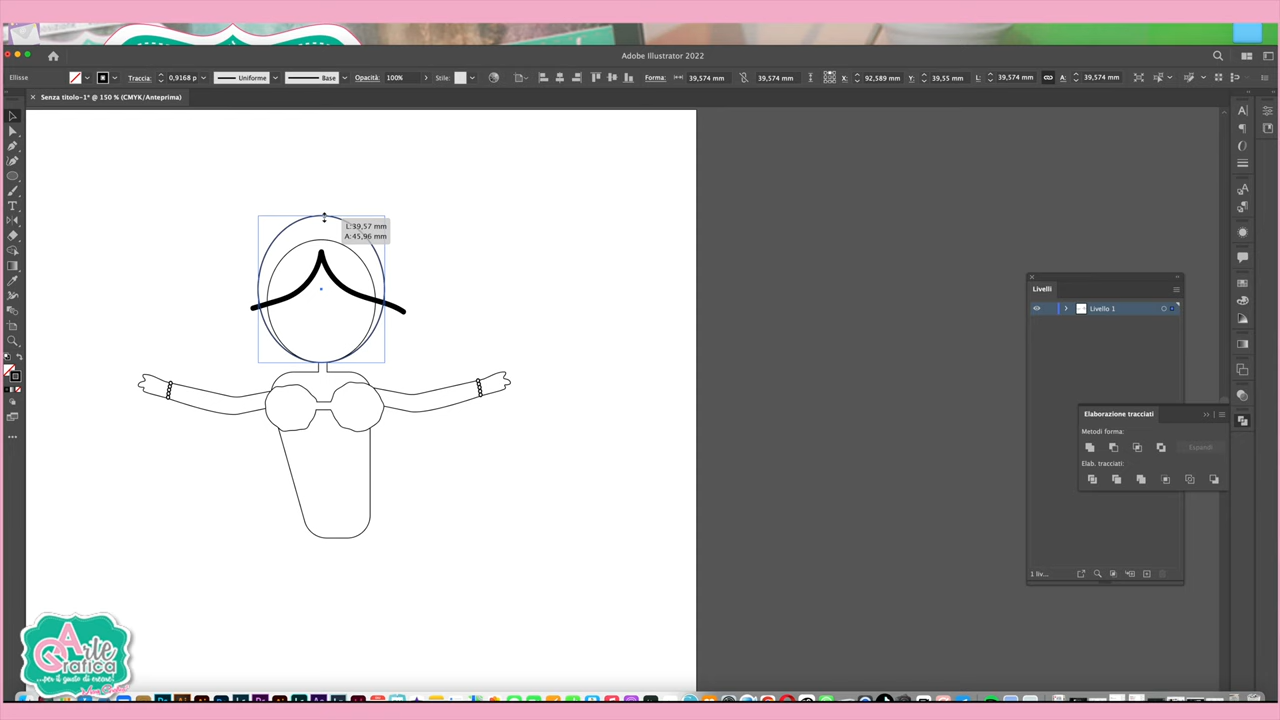 Adobe Illustrator 2022
Ellisse
Traccia:
0,9168 p
Uniforme
Base
Opacità:
100%
Stile:
Forma:
39,574 mm
39,574 mm
X:
92,589 mm
Y:
39,55 mm
L:
39,574 mm
A:
39,574 mm
Senza titolo-1* @ 150 % (CMYK/Anteprima)
L:39,57 mm
A:45,96 mm
Livelli
Livello 1
Elaborazione tracciati
Metodi forma:
Espandi
Elab. tracciati:
1 liv...
Arte
Grafica
...per il gusto di creare!